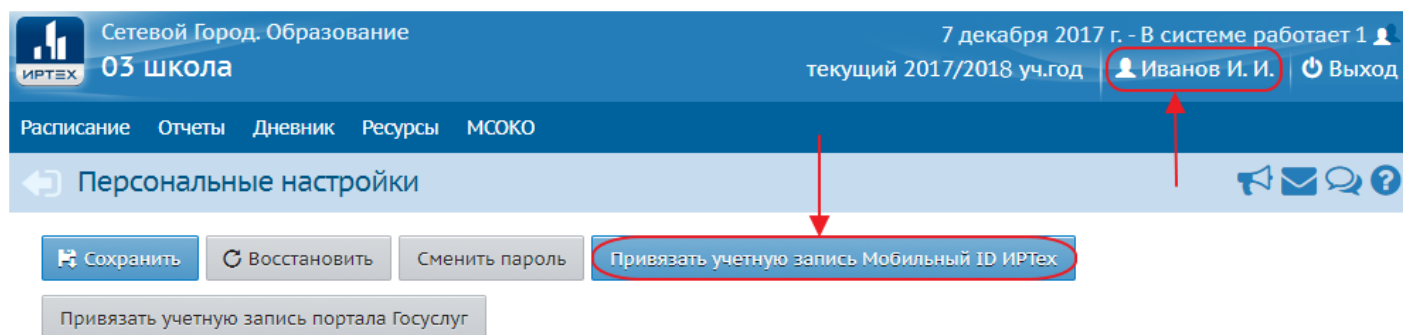 Сетевой Город. Образование
7 декабря 2017 г. - В системе работает 1
ИРТЕХ
03 школа
текущий 2017/2018 уч.год
Иванов И. И.
Выход
Расписание Отчеты Дневник Ресурсы МСОКО
Персональные настройки
Сохранить
Восстановить
Сменить пароль
Привязать учетную запись Мобильный ID ИРТех
Привязать учетную запись портала Госуслуг